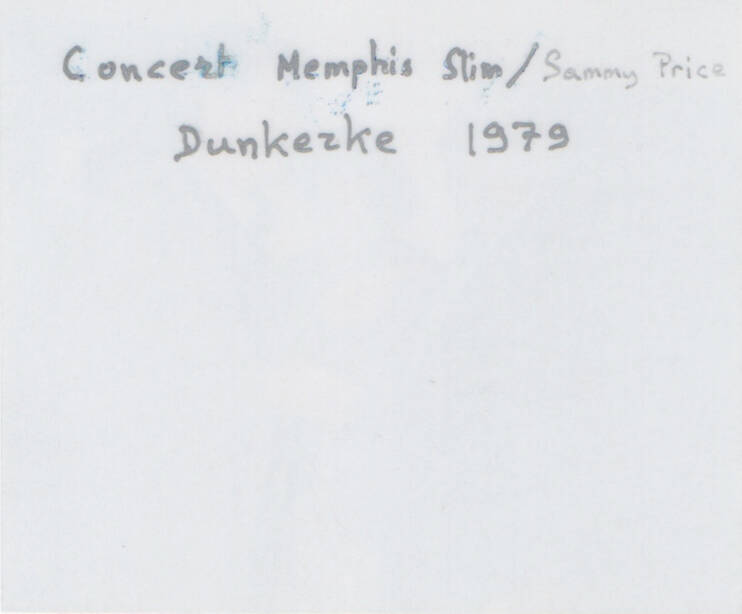 Concert Memphis Slim/Sammy Price
Dunkerke 1979